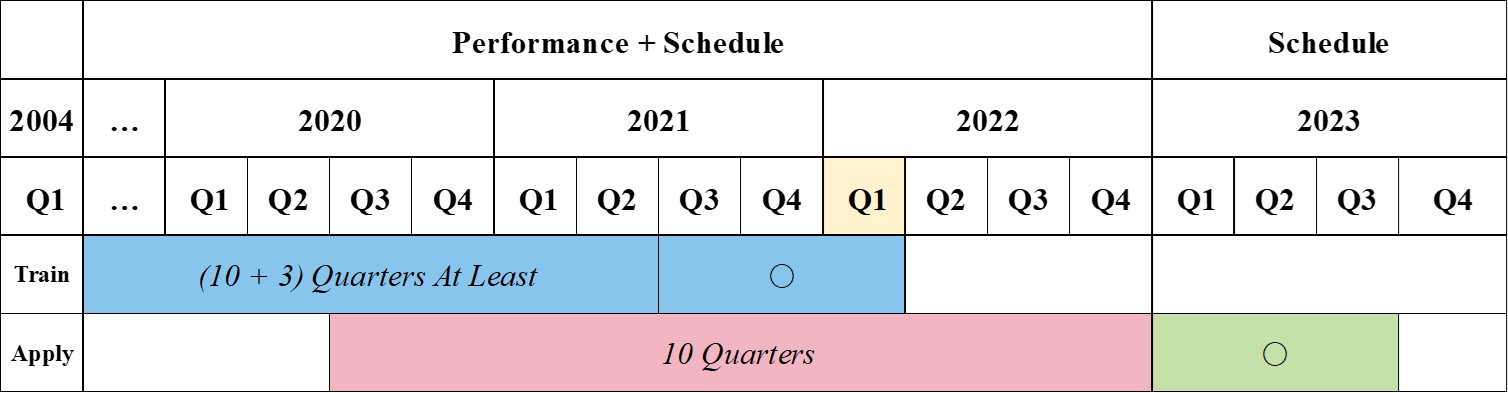 Performance + Schedule Schedule
2004 … 2020 2021 2022 2023
Q1 … Q1 Q2 Q3 Q4 Q1 Q2 Q3 Q4 Q1 Q2 Q3 Q4 Q1 Q2 Q3 Q4
Train (10 + 3) Quarters At Least ○
Apply 10 Quarters ○